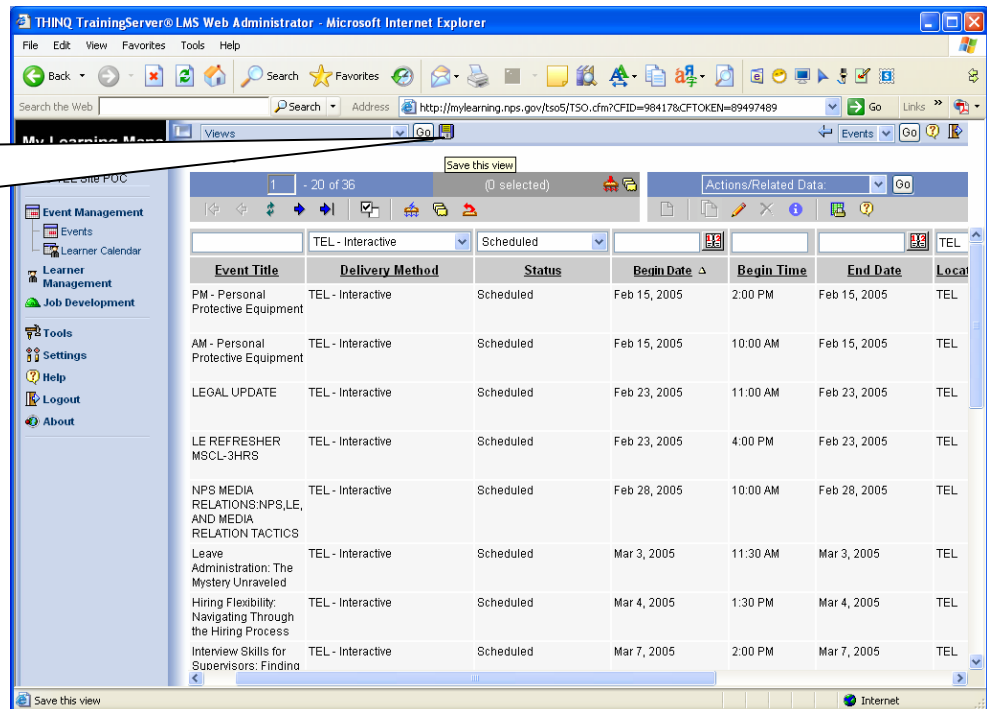 THINQ TrainingServer® LMS Web Administrator - Microsoft Internet Explorer
File Edit View Favorites Tools Help
Back Search Favorites
Search the Web Search Address http://mylearning.nps.gov/tso5/TSO.cfm?CFID=98417&CFTOKEN=89497489 Go Links »
Views Go Events Go
Save this view
Site POC
1 - 20 of 36 (0 selected) Actions/Related Data: Go
Event Management
Events
Learner Calendar
Learner
Management
Job Development
Tools
Settings
Help
Logout
About
TEL - Interactive Scheduled TEL
Event Title Delivery Method Status Begin Date Begin Time End Date Locat
PM - Personal TEL - Interactive Scheduled Feb 15, 2005 2:00 PM Feb 15, 2005 TEL
Protective Equipment
AM - Personal TEL - Interactive Scheduled Feb 15, 2005 10:00 AM Feb 15, 2005 TEL
Protective Equipment
LEGAL UPDATE TEL - Interactive Scheduled Feb 23, 2005 11:00 AM Feb 23, 2005 TEL
LE REFRESHER TEL - Interactive Scheduled Feb 23, 2005 4:00 PM Feb 23, 2005 TEL
MSCL-3HRS
NPS MEDIA TEL - Interactive Scheduled Feb 28, 2005 10:00 AM Feb 28, 2005 TEL
RELATIONS:NPS,LE,
AND MEDIA
RELATION TACTICS
Leave TEL - Interactive Scheduled Mar 3, 2005 11:30 AM Mar 3, 2005 TEL
Administration: The
Mystery Unraveled
Hiring Flexibility: TEL - Interactive Scheduled Mar 4, 2005 1:30 PM Mar 4, 2005 TEL
Navigating Through
the Hiring Process
Interview Skills for TEL - Interactive Scheduled Mar 7, 2005 2:00 PM Mar 7, 2005 TEL
Supervisors: Finding
Save this view Internet